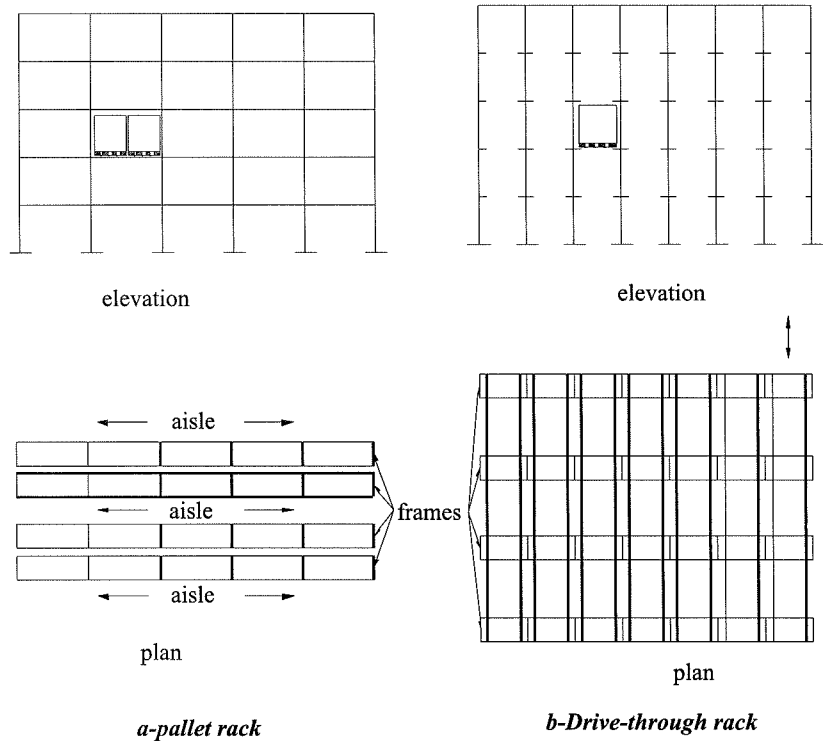 elevation
elevation
aisle
aisle
frames
aisle
plan
plan
a-pallet rack
b-Drive-through rack